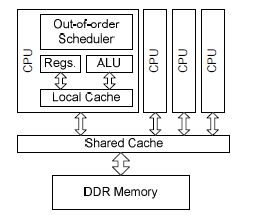 Out-of-order
Scheduler
CPU
Regs.
ALU
Local Cache
CPU
CPU
CPU
Shared Cache
DDR Memory